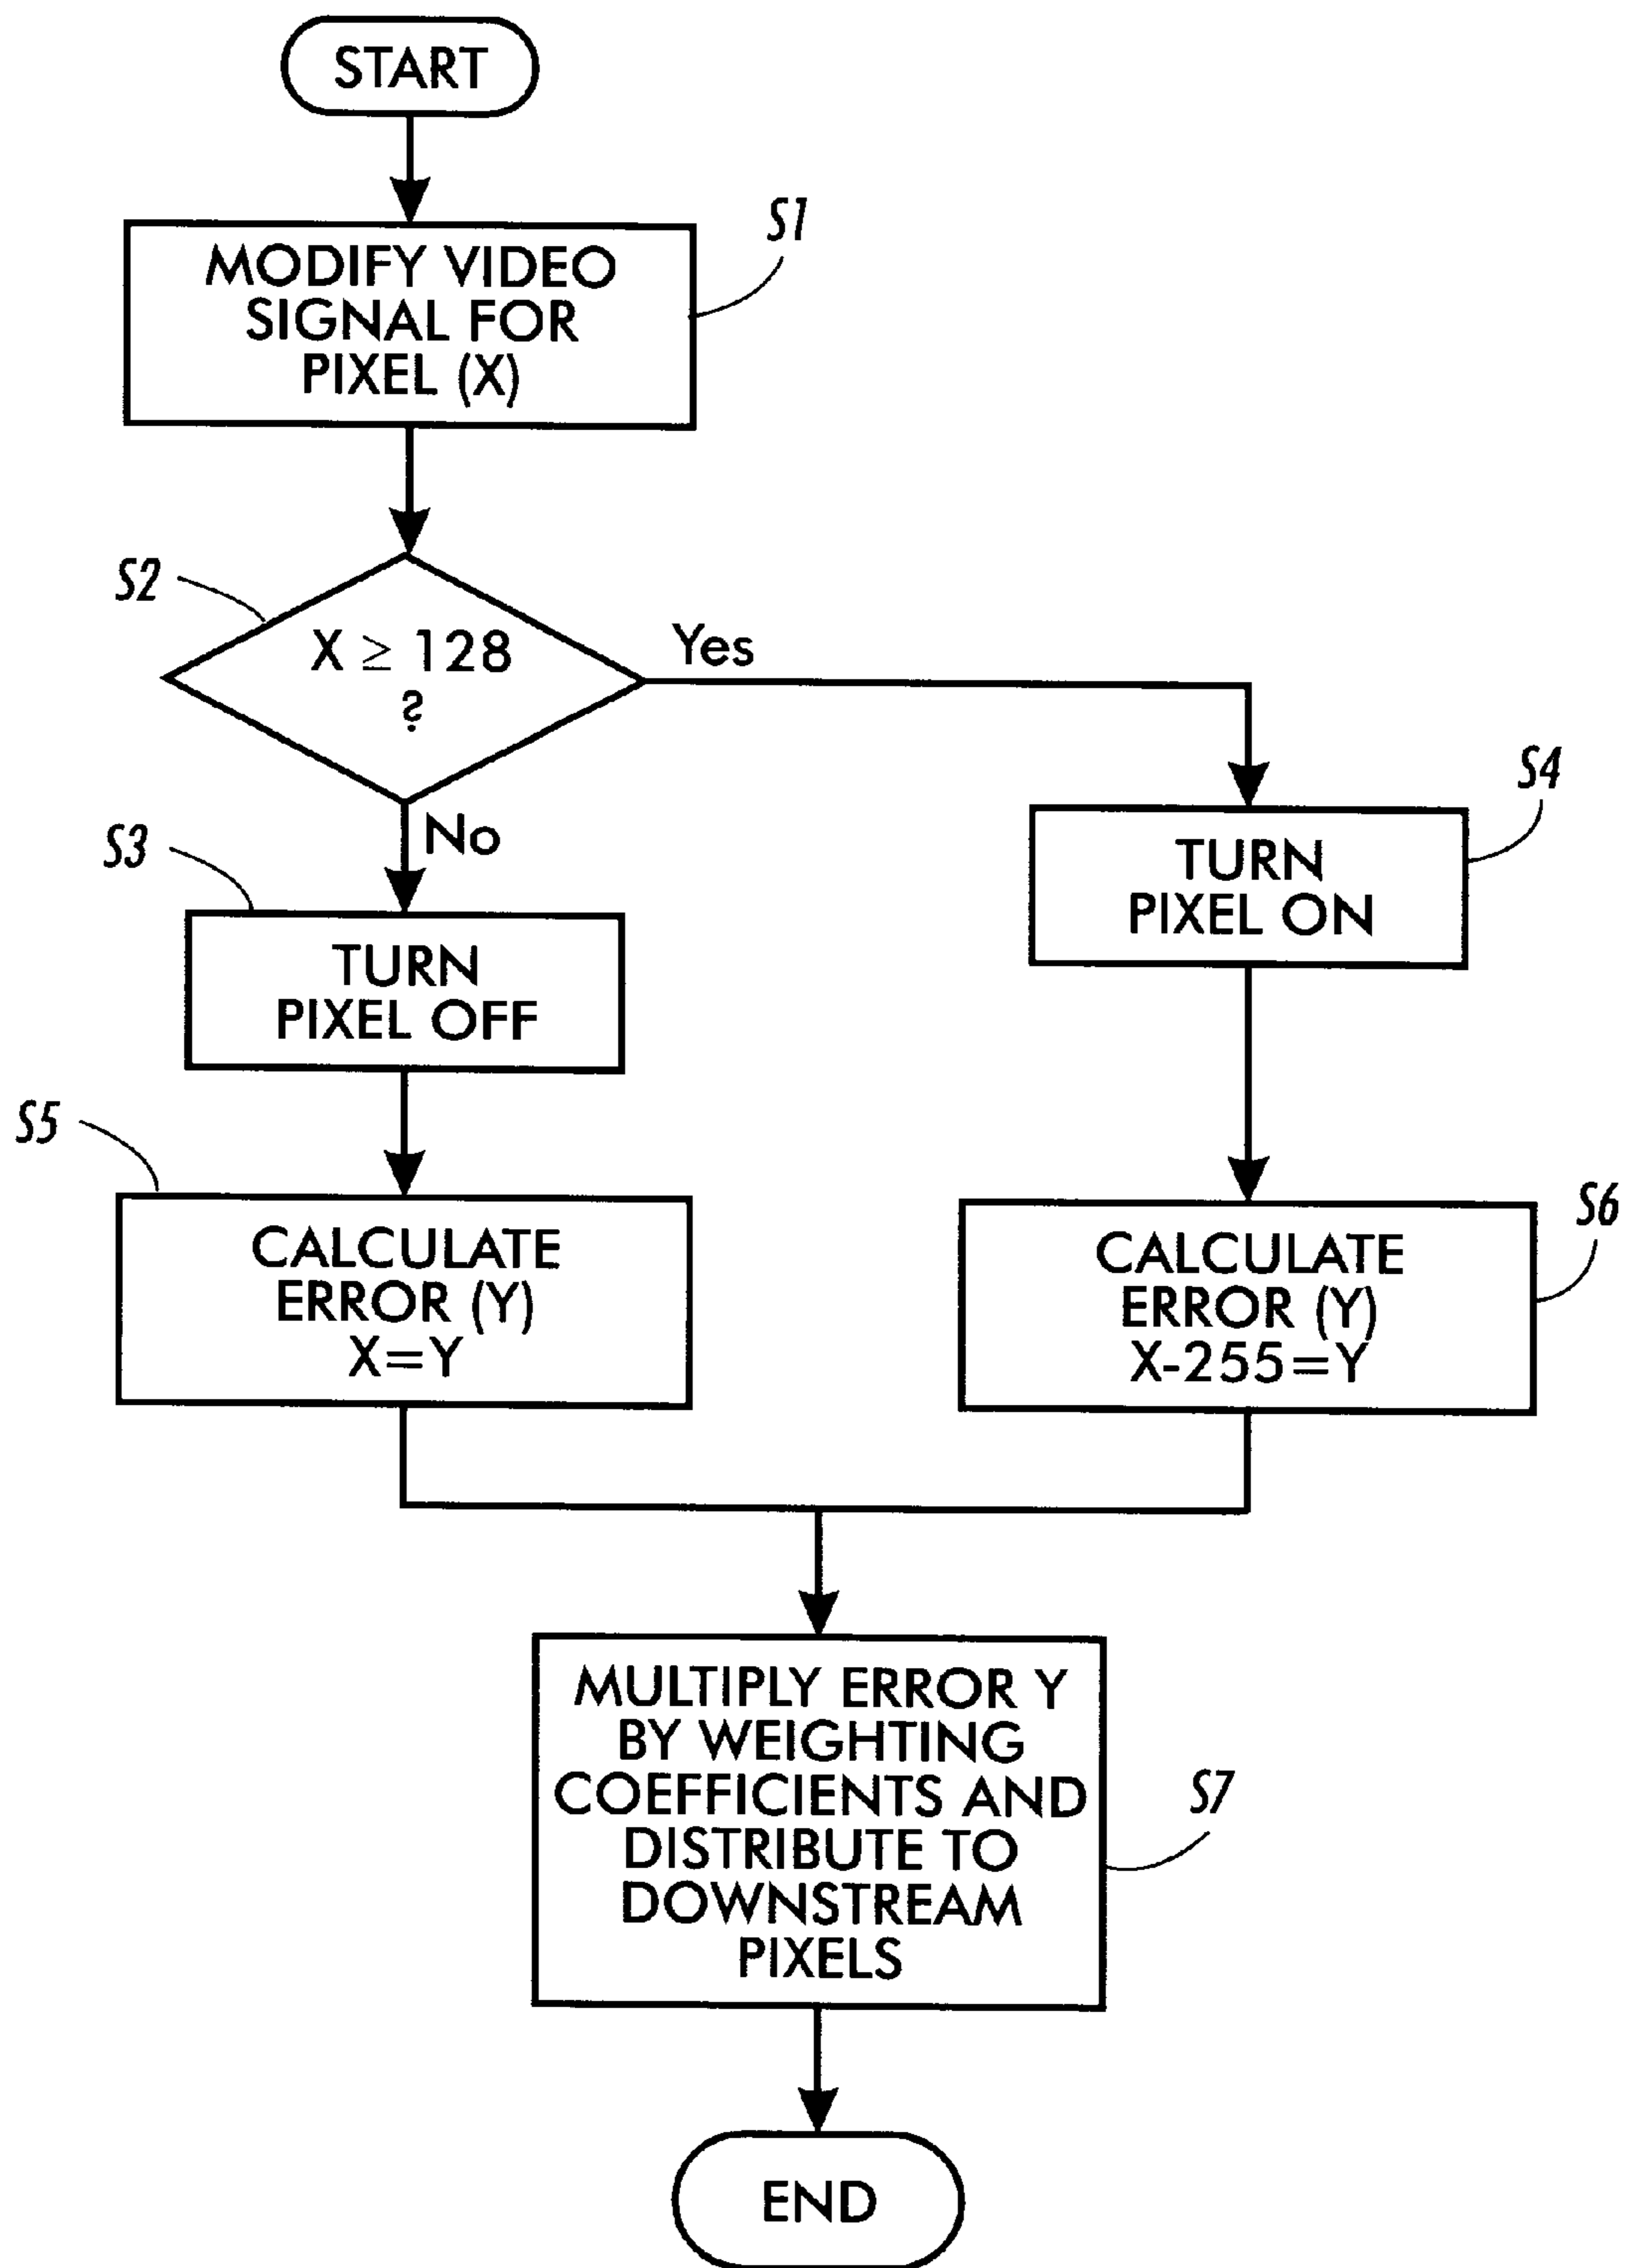 START
S1
MODIFY VIDEO
SIGNAL FOR
PIXEL (X)
S2
X ≥ 128
?
Yes
No
S3
TURN
PIXEL OFF
S4
TURN
PIXEL ON
S5
CALCULATE
ERROR (Y)
X=Y
S6
CALCULATE
ERROR (Y)
X-255=Y
MULTIPLY ERROR Y
BY WEIGHTING
COEFFICIENTS AND
DISTRIBUTE TO
DOWNSTREAM
PIXELS
S7
END